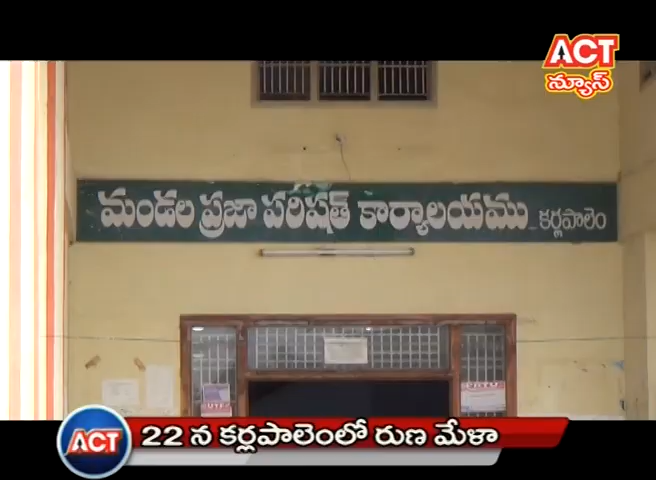 ACT
న్యూస్
మండల ప్రజా పరిషత్ కార్యాలయము కర్లపాలెం
ACT
22 న కర్లపాలెంలో రుణ మేళా